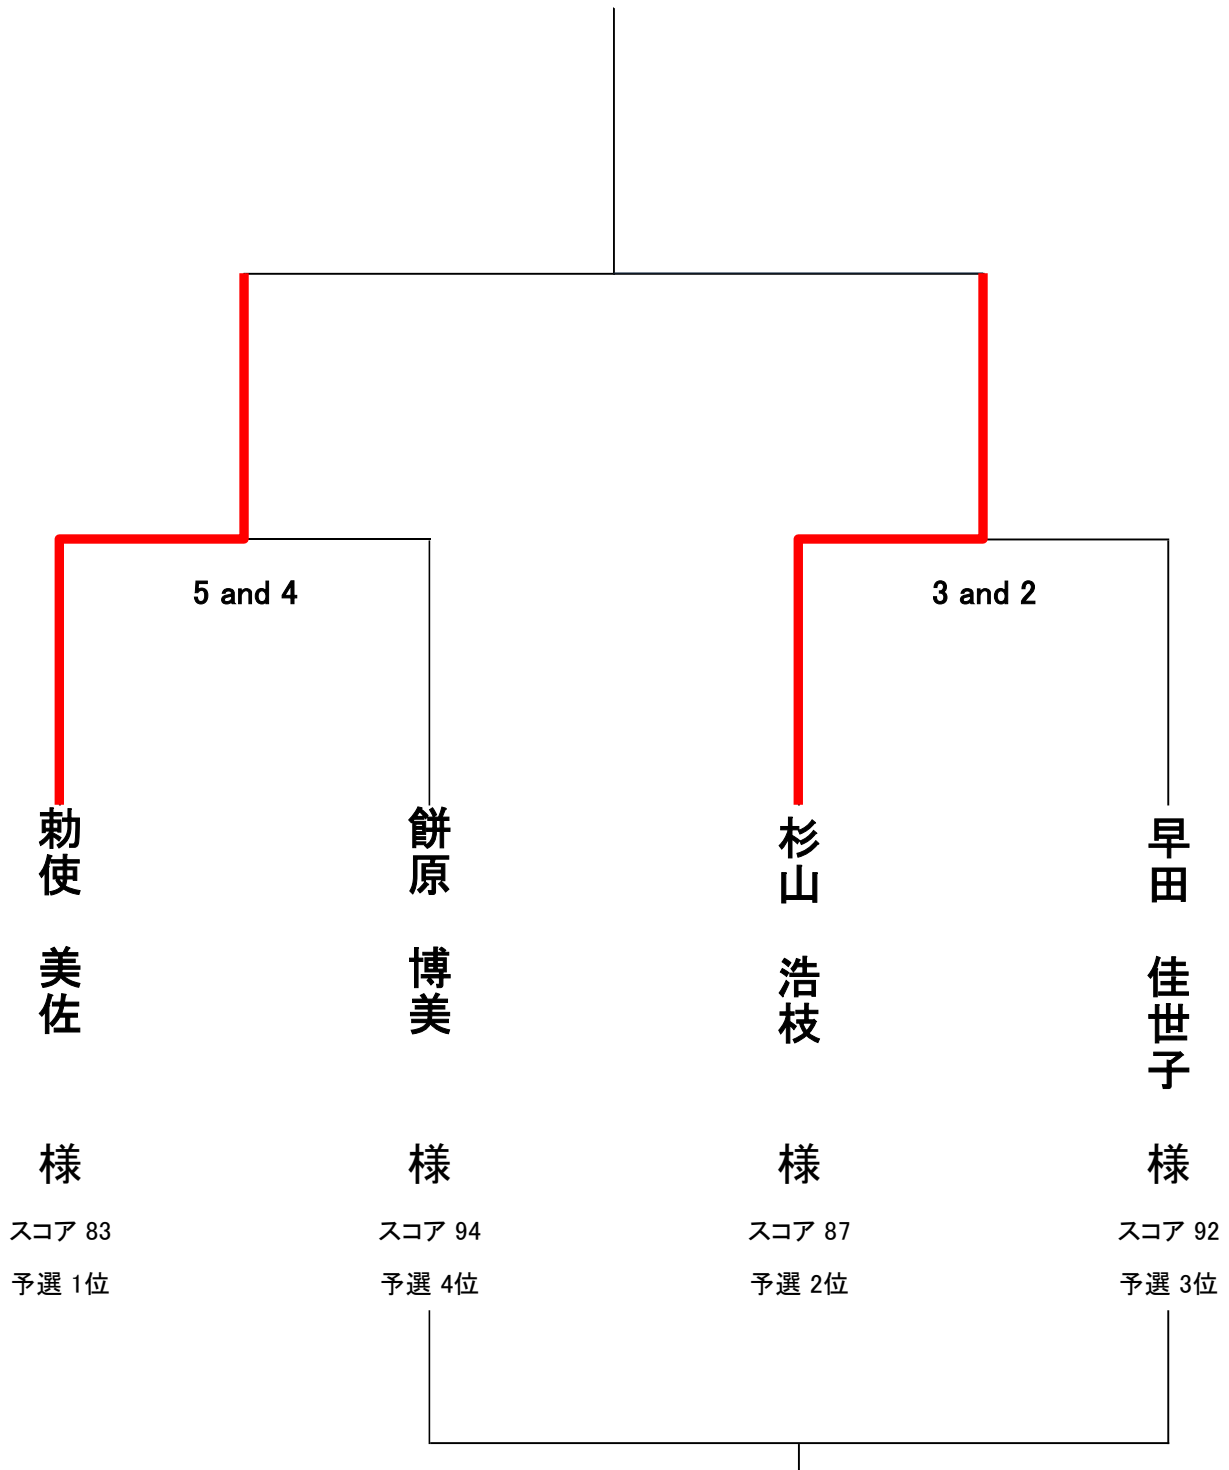 5 and 4
3 and 2
勅使 美佐 様
餅原 博美 様
杉山 浩枝 様
早田 佳世子 様
スコア 83
スコア 94
スコア 87
スコア 92
予選 1位
予選 4位
予選 2位
予選 3位